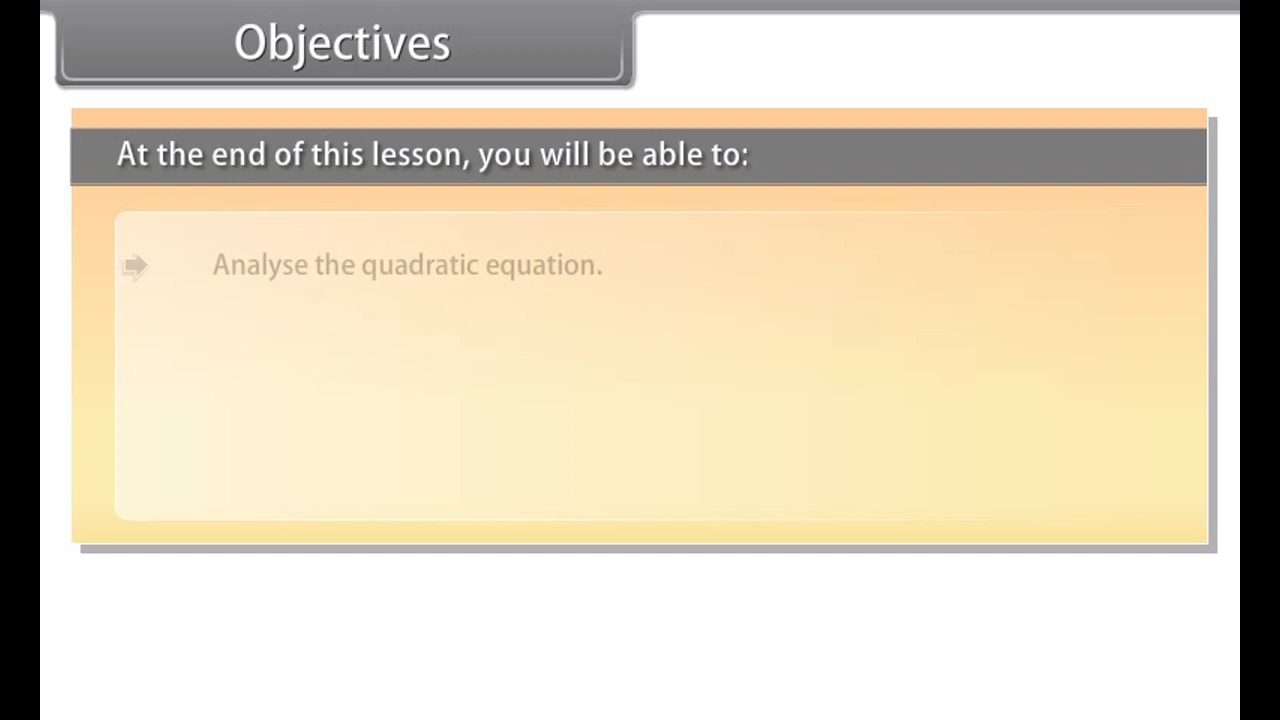 Objectives
At the end of this lesson, you will be able to:
Analyse the quadratic equation.